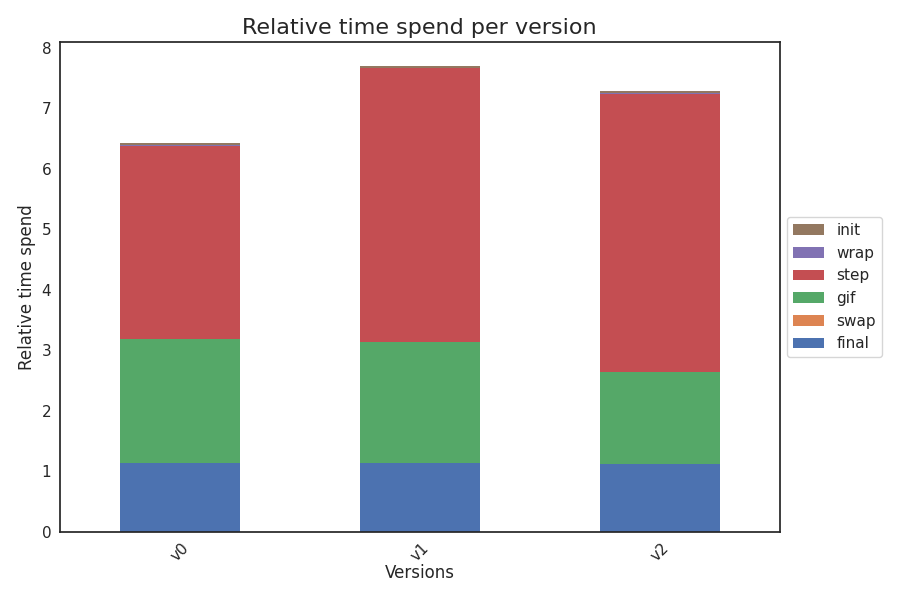 Relative time spend per version
Relative time spend
8
7
6
5
4
3
2
1
0
v0
v1
v2
Versions
init
wrap
step
gif
swap
final